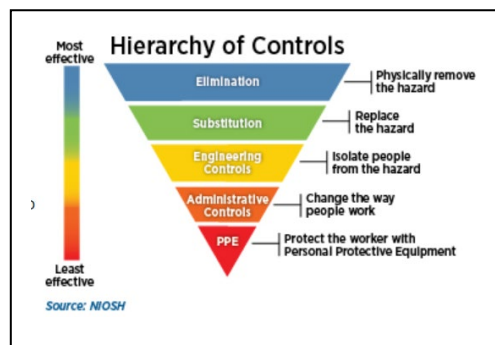 Hierarchy of Controls
Most
effective
Elimination
Physically remove
the hazard
Substitution
Replace
the hazard
Engineering
Controls
Isolate people
from the hazard
Administrative
Controls
Change the way
people work
PPE
Protect the worker with
Personal Protective Equipment
Least
effective
Source: NIOSH